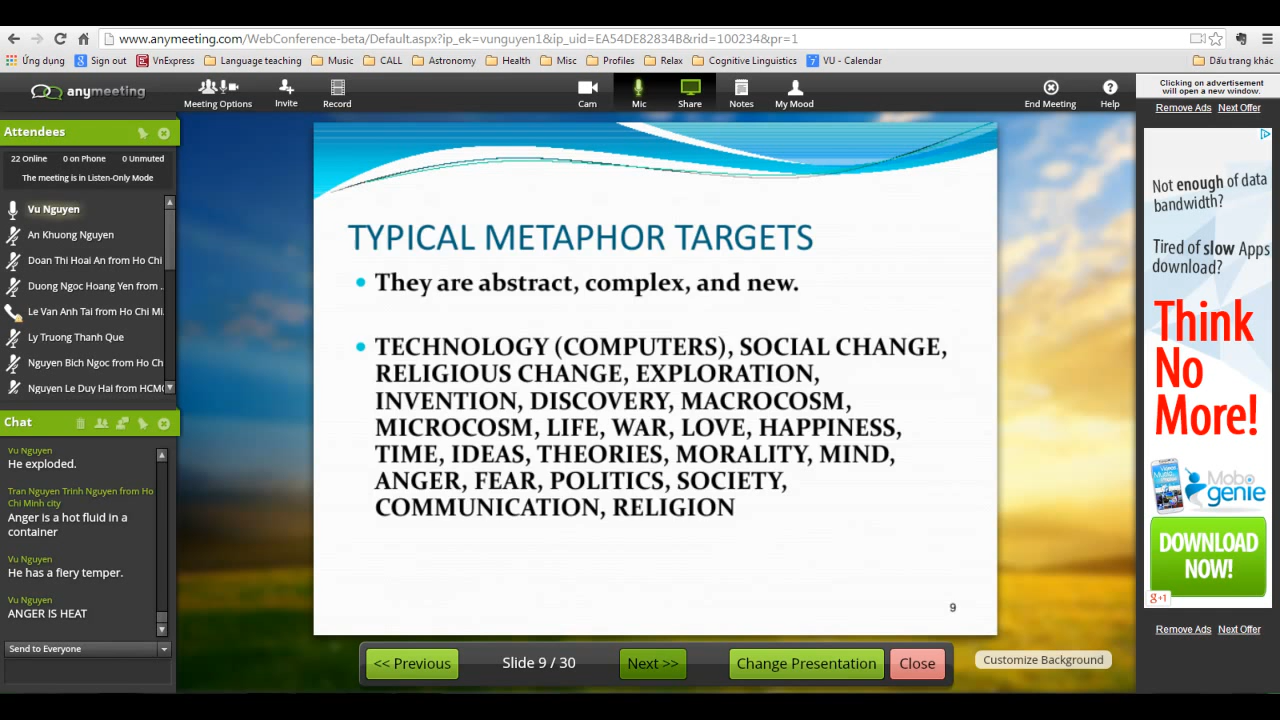 www.anymeeting.com/WebConference-beta/Default.aspx?ip_ek=vunguyen1&ip_uid=EA54DE82834B&rid=100234&pr=1
Ứng dụng Sign out VnExpress Language teaching Music CALL Astronomy Health Misc Profiles Relax Cognitive Linguistics 7 VU - Calendar Dấu trang khác
anymeeting Meeting Options Invite Record Cam Mic Share Notes My Mood End Meeting Help
Clicking on advertisement
will open a new window.
Remove Ads Next Offer
Attendees
22 Online 0 on Phone 0 Unmuted
The meeting is in Listen-Only Mode
Vu Nguyen
An Khuong Nguyen
Doan Thi Hoai An from Ho Chi
Duong Ngoc Hoang Yen from ..
Le Van Anh Tai from Ho Chi Mi.
Ly Truong Thanh Que
Nguyen Bich Ngoc from Ho Ch
Nguyen Le Duy Hai from HCMC
Chat
Vu Nguyen
He exploded.
Tran Nguyen Trinh Nguyen from Ho
Chi Minh city
Anger is a hot fluid in a
container
Vu Nguyen
He has a fiery temper.
Vu Nguyen
ANGER IS HEAT
Send to Everyone
TYPICAL METAPHOR TARGETS
They are abstract, complex, and new.
TECHNOLOGY (COMPUTERS), SOCIAL CHANGE,
RELIGIOUS CHANGE, EXPLORATION,
INVENTION, DISCOVERY, MACROCOSM,
MICROCOSM, LIFE, WAR, LOVE, HAPPINESS,
TIME, IDEAS, THEORIES, MORALITY, MIND,
ANGER, FEAR, POLITICS, SOCIETY,
COMMUNICATION, RELIGION
9
<< Previous Slide 9 / 30 Next >> Change Presentation Close
Customize Background
Not enough of data
bandwidth?
Tired of slow Apps
download?
Think
No
More!
Mobo
genie
DOWNLOAD
NOW!
g+1
Remove Ads Next Offer